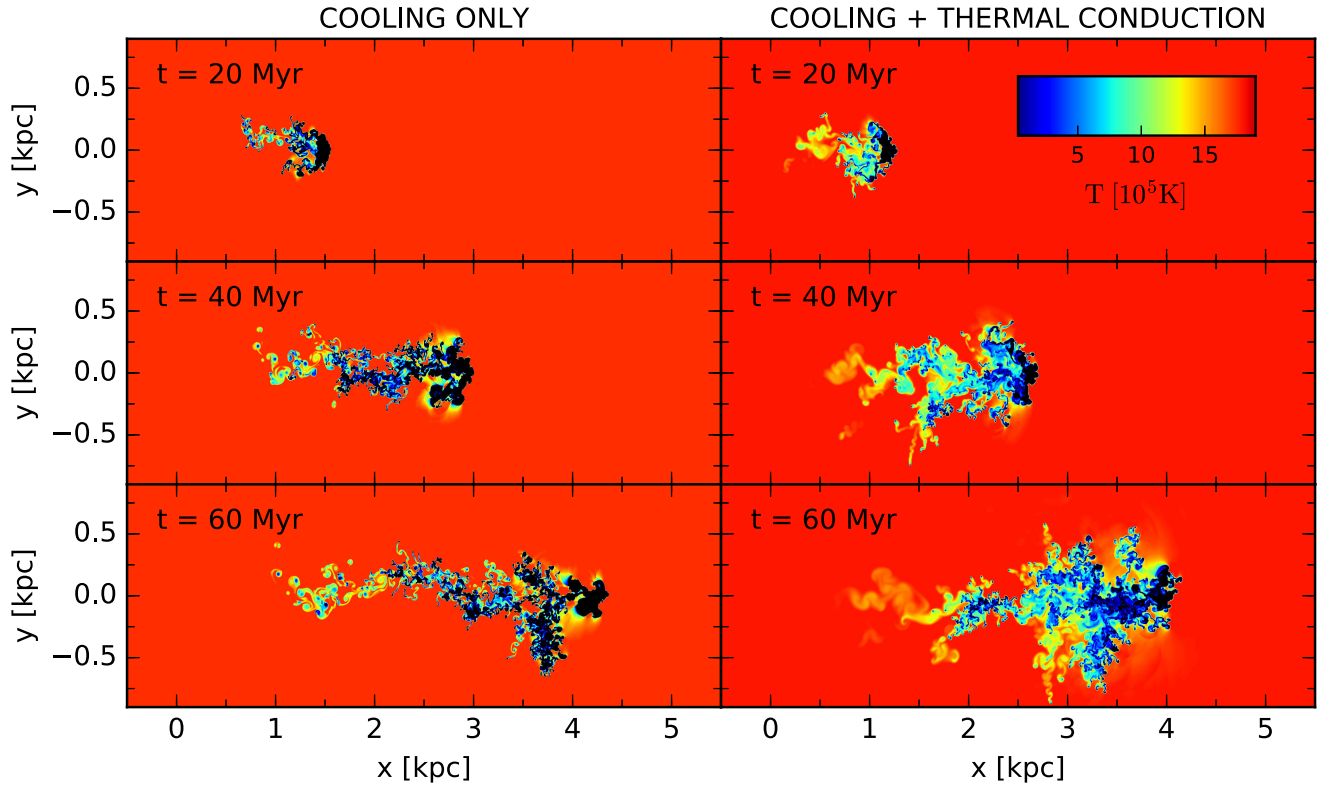 COOLING ONLY
COOLING + THERMAL CONDUCTION
t = 20 Myr
t = 20 Myr
0.5
0.0
−0.5
y [kpc]
5 10 15
T [10⁵K]
t = 40 Myr
t = 40 Myr
0.5
0.0
−0.5
y [kpc]
t = 60 Myr
t = 60 Myr
0.5
0.0
−0.5
y [kpc]
0 1 2 3 4 5
0 1 2 3 4 5
x [kpc]
x [kpc]